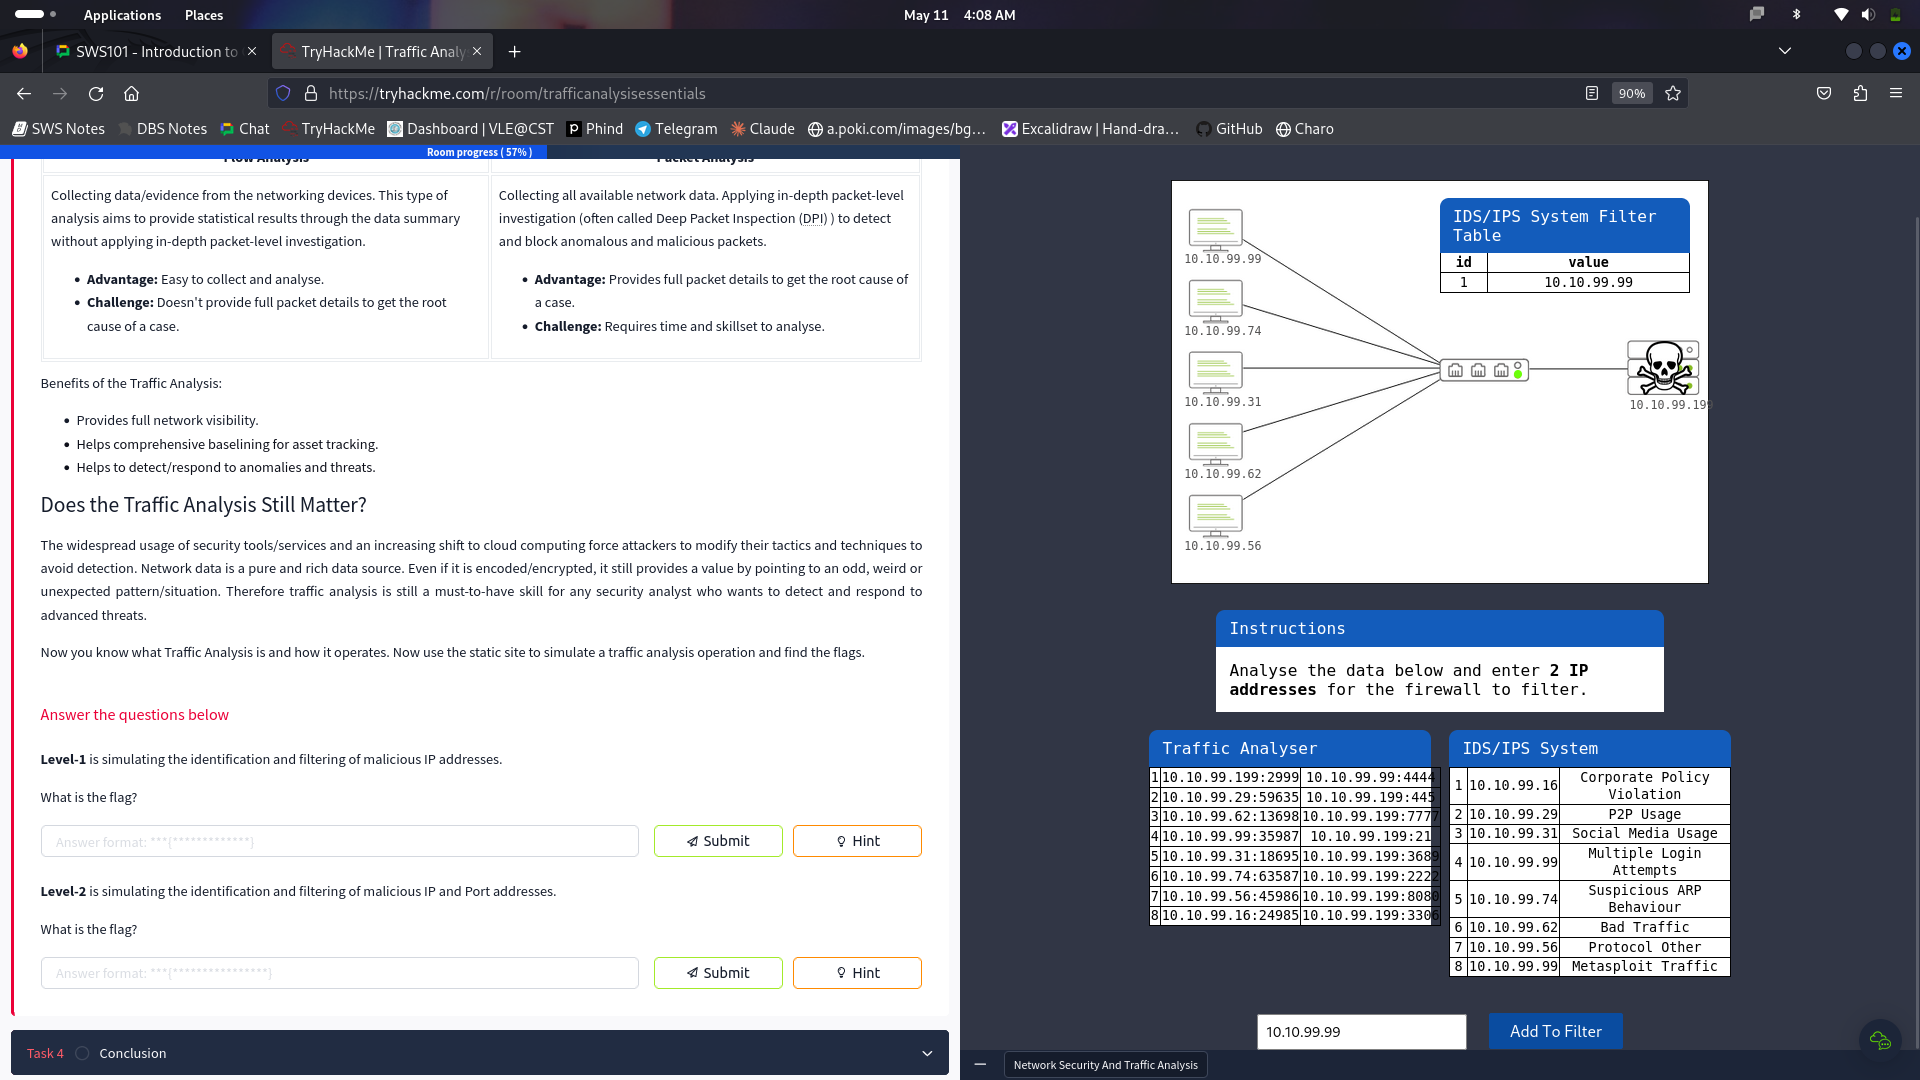 Applications Places May 11 4:08 AM
SWS101 - Introduction to
TryHackMe | Traffic Analy
https://tryhackme.com/r/room/trafficanalysisessentials 90%
SWS Notes DBS Notes Chat TryHackMe Dashboard | VLE@CST Phind Telegram Claude a.poki.com/images/bg... Excalidraw | Hand-dra... GitHub Charo
Room progress ( 57% )
Flow Analysis Packet Analysis
Collecting data/evidence from the networking devices. This type of
analysis aims to provide statistical results through the data summary
without applying in-depth packet-level investigation.
Advantage: Easy to collect and analyse.
Challenge: Doesn't provide full packet details to get the root
cause of a case.
Collecting all available network data. Applying in-depth packet-level
investigation (often called Deep Packet Inspection (DPI) ) to detect
and block anomalous and malicious packets.
Advantage: Provides full packet details to get the root cause of
a case.
Challenge: Requires time and skillset to analyse.
Benefits of the Traffic Analysis:
Provides full network visibility.
Helps comprehensive baselining for asset tracking.
Helps to detect/respond to anomalies and threats.
Does the Traffic Analysis Still Matter?
The widespread usage of security tools/services and an increasing shift to cloud computing force attackers to modify their tactics and techniques to
avoid detection. Network data is a pure and rich data source. Even if it is encoded/encrypted, it still provides a value by pointing to an odd, weird or
unexpected pattern/situation. Therefore traffic analysis is still a must-to-have skill for any security analyst who wants to detect and respond to
advanced threats.
Now you know what Traffic Analysis is and how it operates. Now use the static site to simulate a traffic analysis operation and find the flags.
Answer the questions below
Level-1 is simulating the identification and filtering of malicious IP addresses.
What is the flag?
Answer format: ***{*************} Submit Hint
Level-2 is simulating the identification and filtering of malicious IP and Port addresses.
What is the flag?
Answer format: ***{****************} Submit Hint
Task 4 Conclusion
10.10.99.99
10.10.99.74
10.10.99.31
10.10.99.62
10.10.99.56
IDS/IPS System Filter
Table
id value
1 10.10.99.99
10.10.99.199
Instructions
Analyse the data below and enter 2 IP
addresses for the firewall to filter.
Traffic Analyser
1 10.10.99.199:2999 10.10.99.99:4444
2 10.10.99.29:59635 10.10.99.199:445
3 10.10.99.62:13698 10.10.99.199:7777
4 10.10.99.99:35987 10.10.99.199:21
5 10.10.99.31:18695 10.10.99.199:3689
6 10.10.99.74:63587 10.10.99.199:2222
7 10.10.99.56:45986 10.10.99.199:8080
8 10.10.99.16:24985 10.10.99.199:3306
IDS/IPS System
1 10.10.99.16 Corporate Policy
Violation
2 10.10.99.29 P2P Usage
3 10.10.99.31 Social Media Usage
4 10.10.99.99 Multiple Login
Attempts
5 10.10.99.74 Suspicious ARP
Behaviour
6 10.10.99.62 Bad Traffic
7 10.10.99.56 Protocol Other
8 10.10.99.99 Metasploit Traffic
10.10.99.99 Add To Filter
Network Security And Traffic Analysis